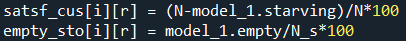 satsf_cus[i][r] = (N-model_1.starving)/N*100
empty_sto[i][r] = model_1.empty/N_s*100